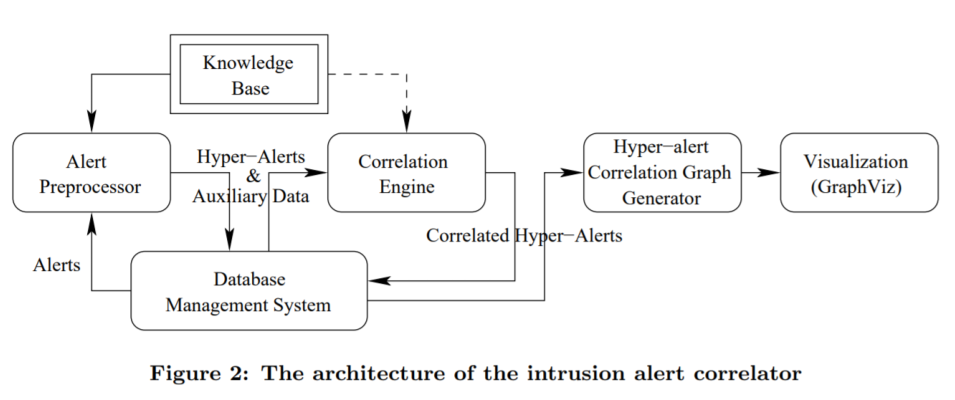 Knowledge
Base
Alert
Preprocessor
Hyper−Alerts
&
Auxiliary Data
Correlation
Engine
Hyper−alert
Correlation Graph
Generator
Visualization
(GraphViz)
Correlated Hyper−Alerts
Alerts
Database
Management System
Figure 2: The architecture of the intrusion alert correlator